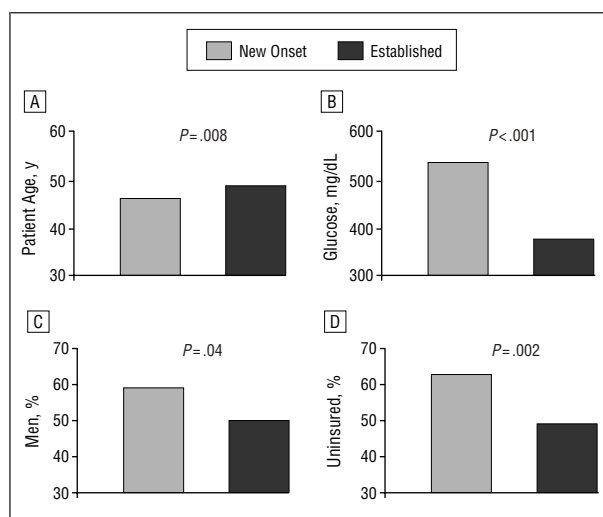 New Onset Established
A
Patient Age, y
60
50
40
30
P=.008
B
Glucose, mg/dL
600
500
400
300
P<.001
C
Men, %
70
60
50
40
30
P=.04
D
Uninsured, %
70
60
50
40
30
P=.002